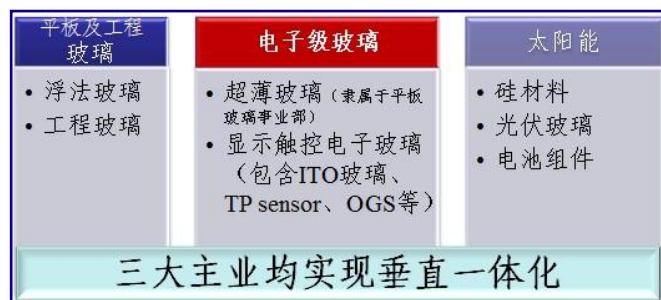 平板及工程
玻璃
• 浮法玻璃
• 工程玻璃
电子级玻璃
• 超薄玻璃（隶属于平板
玻璃事业部）
• 显示触控电子玻璃
（包含ITO玻璃、
TP sensor、OGS等）
太阳能
• 硅材料
• 光伏玻璃
• 电池组件
三大主业均实现垂直一体化